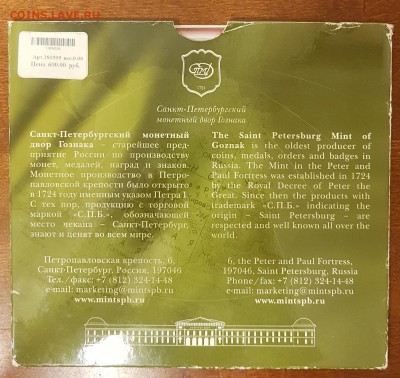 COINS.LAVE.RU
Цена 600.00 руб.
1724
Санкт-Петербургский
монетный двор Гознака
Санкт-Петербургский монетный
двор Гознака – старейшее пред-
приятие России по производству
монет, медалей, наград и знаков.
Монетное производство в Петро-
павловской крепости было открыто
в 1724 году именным указом Петра I.
С тех пор, продукция с торговой
маркой «С.П.Б.», обозначающей
место чекана – Санкт-Петербург,
знают и ценят во всем мире.
The Saint Petersburg Mint of
Goznak is the oldest producer of
coins, medals, orders and badges in
Russia. The Mint in the Peter and
Paul Fortress was established in 1724
by the Royal Decree of Peter the
Great. Since then the products with
trademark «С.П.Б.» indicating the
origin – Saint Petersburg – are
respected and well known all over the
world.
Петропавловская крепость, 6,
Санкт-Петербург, Россия, 197046
Тел./факс: +7 (812) 324-14-48
e-mail: marketing@mintspb.ru
www.mintspb.ru
6, the Peter and Paul Fortress,
197046, Saint Petersburg, Russia
Phone/fax: +7 (812) 324-14-48
e-mail: marketing@mintspb.ru
www.mintspb.ru